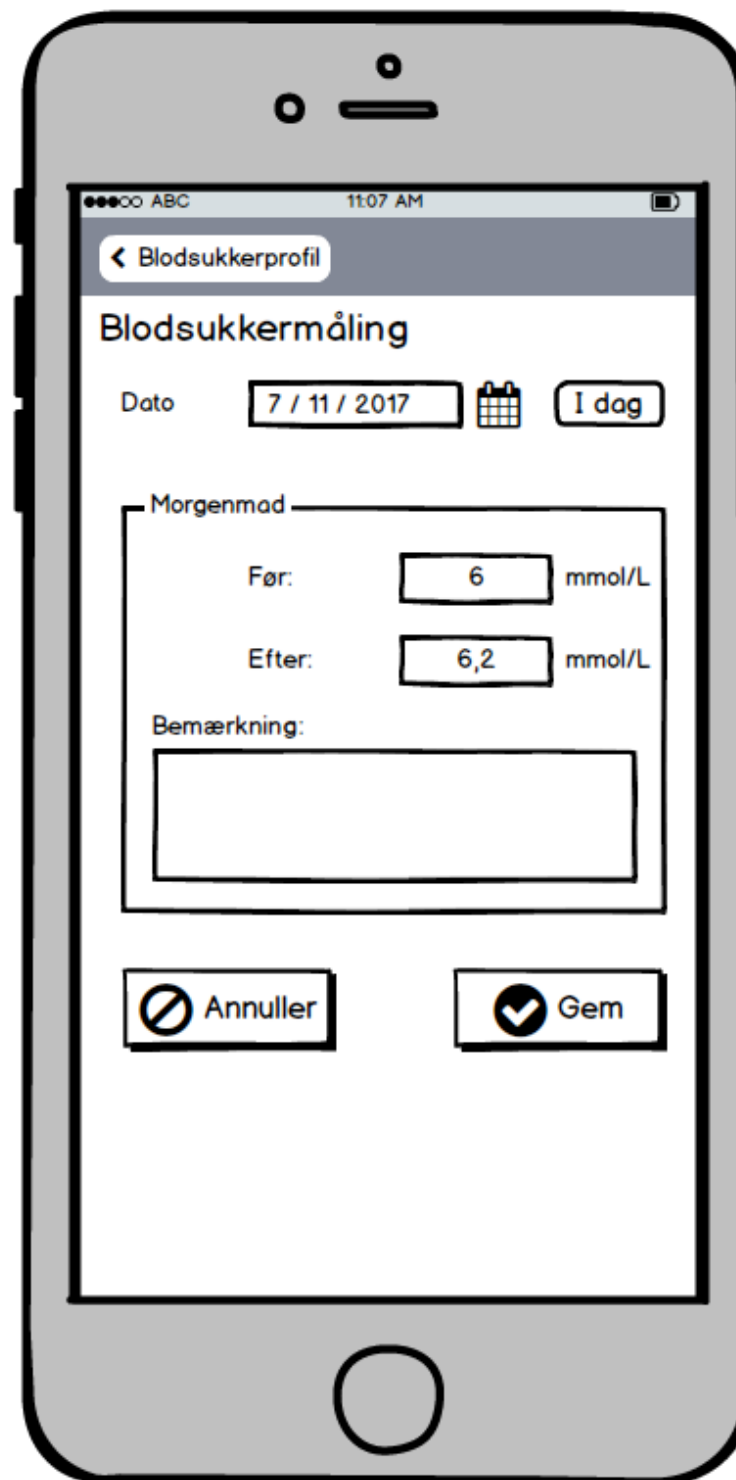 ABC 11:07 AM
Blodsukkerprofil
Blodsukkermåling
Dato 7 / 11 / 2017 I dag
Morgenmad
Før: 6 mmol/L
Efter: 6,2 mmol/L
Bemærkning:
Annuller Gem